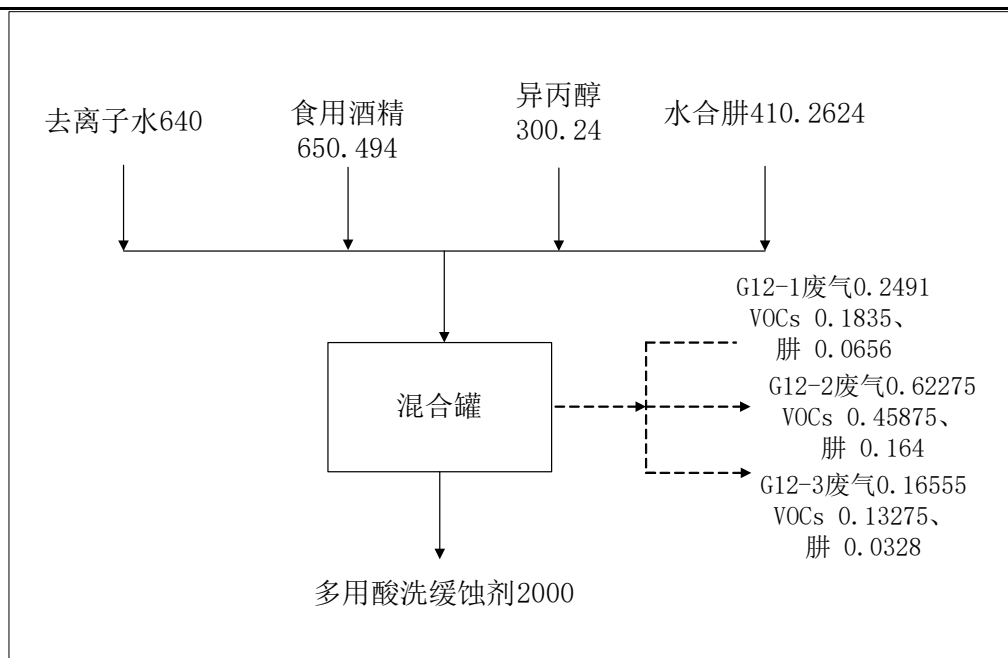 去离子水640
食用酒精
650.494
异丙醇
300.24
水合肼410.2624
G12-1废气0.2491
VOCs 0.1835、
肼 0.0656
混合罐
G12-2废气0.62275
VOCs 0.45875、
肼 0.164
G12-3废气0.16555
VOCs 0.13275、
肼 0.0328
多用酸洗缓蚀剂2000